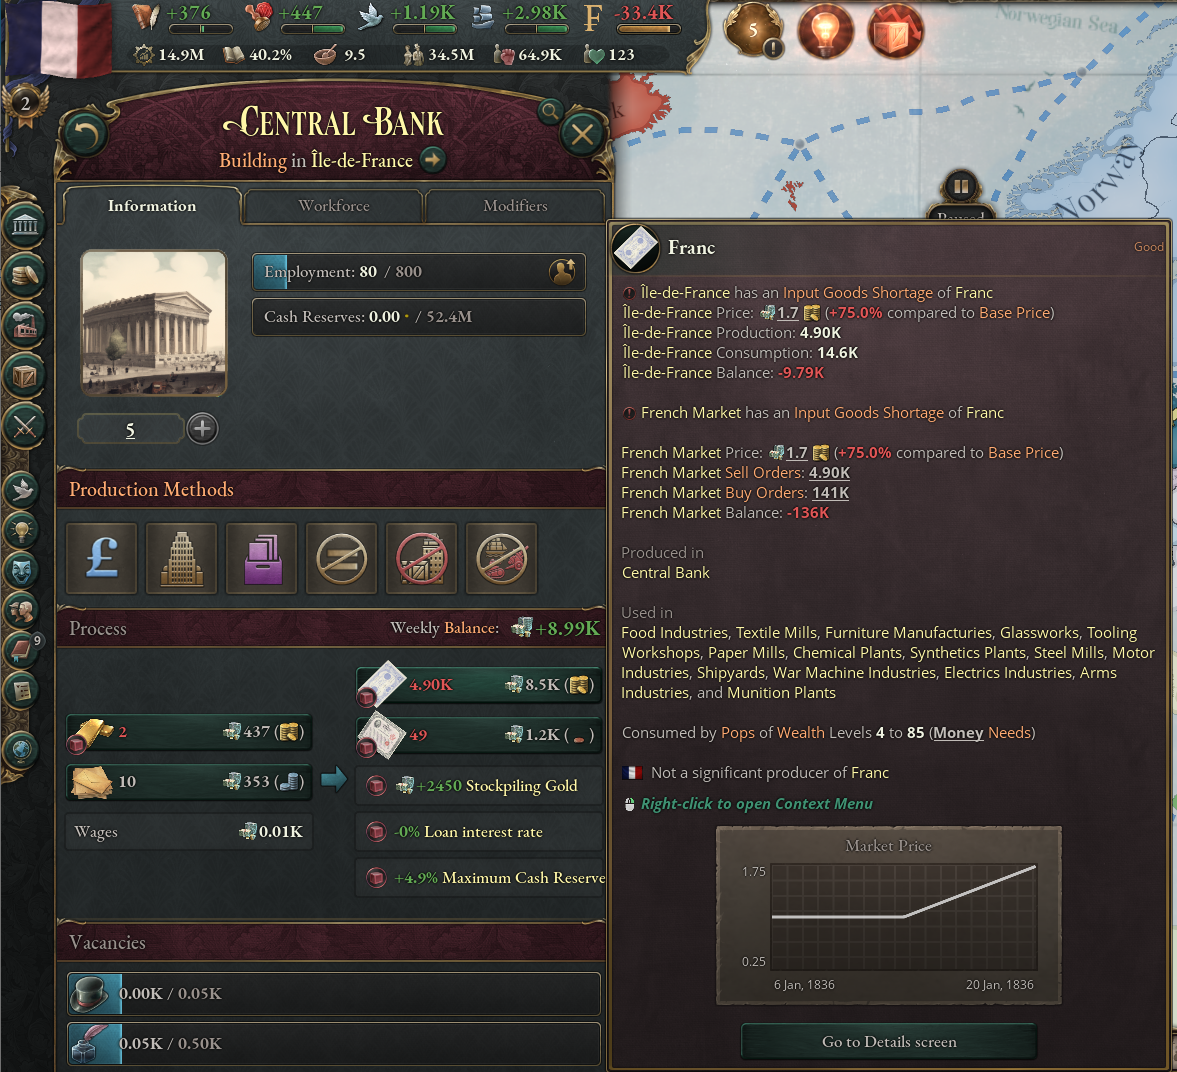 +376
+447
+1.19K
+2.98K
-33.4K
14.9M
40.2%
9.5
34.5M
64.9K
123
5
Norwegian Sea
2
Central Bank
Building in Île-de-France
Norway
Paused
Information
Workforce
Modifiers
Employment: 80 / 800
Cash Reserves: 0.00 / 52.4M
5
Production Methods
£
Process
Weekly Balance: +8.99K
9
4.90K 8.5K ( )
2 437 ( )
49 1.2K ( )
10 353 ( )
+2450 Stockpiling Gold
Wages 0.01K
-0% Loan interest rate
+4.9% Maximum Cash Reserve
Vacancies
0.00K / 0.05K
0.05K / 0.50K
Franc
Good
Île-de-France has an Input Goods Shortage of Franc
Île-de-France Price: 1.7 (+75.0% compared to Base Price)
Île-de-France Production: 4.90K
Île-de-France Consumption: 14.6K
Île-de-France Balance: -9.79K
French Market has an Input Goods Shortage of Franc
French Market Price: 1.7 (+75.0% compared to Base Price)
French Market Sell Orders: 4.90K
French Market Buy Orders: 141K
French Market Balance: -136K
Produced in
Central Bank
Used in
Food Industries, Textile Mills, Furniture Manufacturies, Glassworks, Tooling
Workshops, Paper Mills, Chemical Plants, Synthetics Plants, Steel Mills, Motor
Industries, Shipyards, War Machine Industries, Electrics Industries, Arms
Industries, and Munition Plants
Consumed by Pops of Wealth Levels 4 to 85 (Money Needs)
Not a significant producer of Franc
Right-click to open Context Menu
Market Price
1.75
0.25
6 Jan, 1836
20 Jan, 1836
Go to Details screen